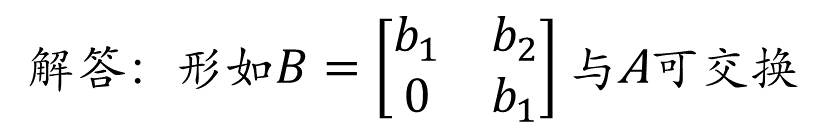 解答：形如B = [b₁ b₂; 0 b₁] 与A可交换